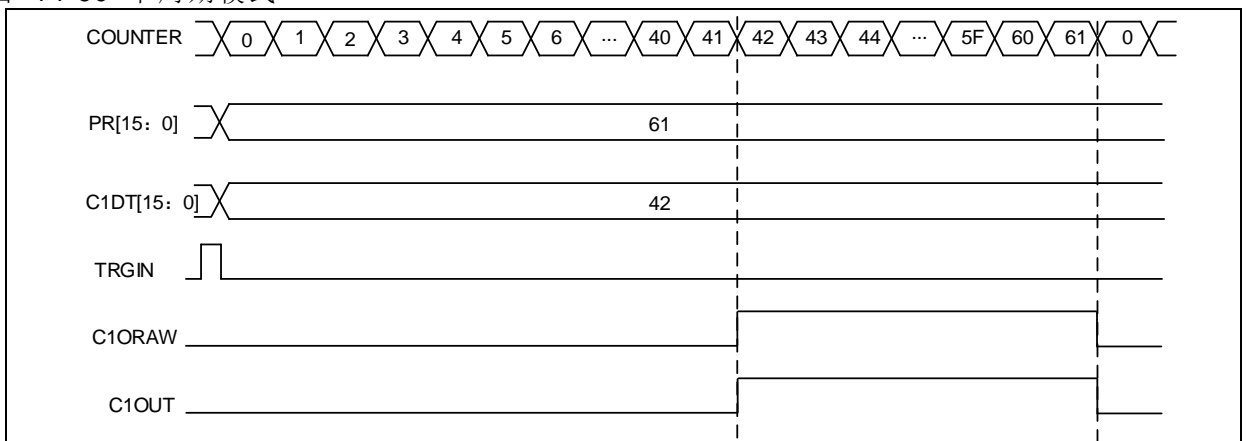 COUNTER 0 1 2 3 4 5 6 ... 40 41 42 43 44 ... 5F 60 61 0
PR[15：0] 61
C1DT[15：0] 42
TRGIN
C1ORAW
C1OUT